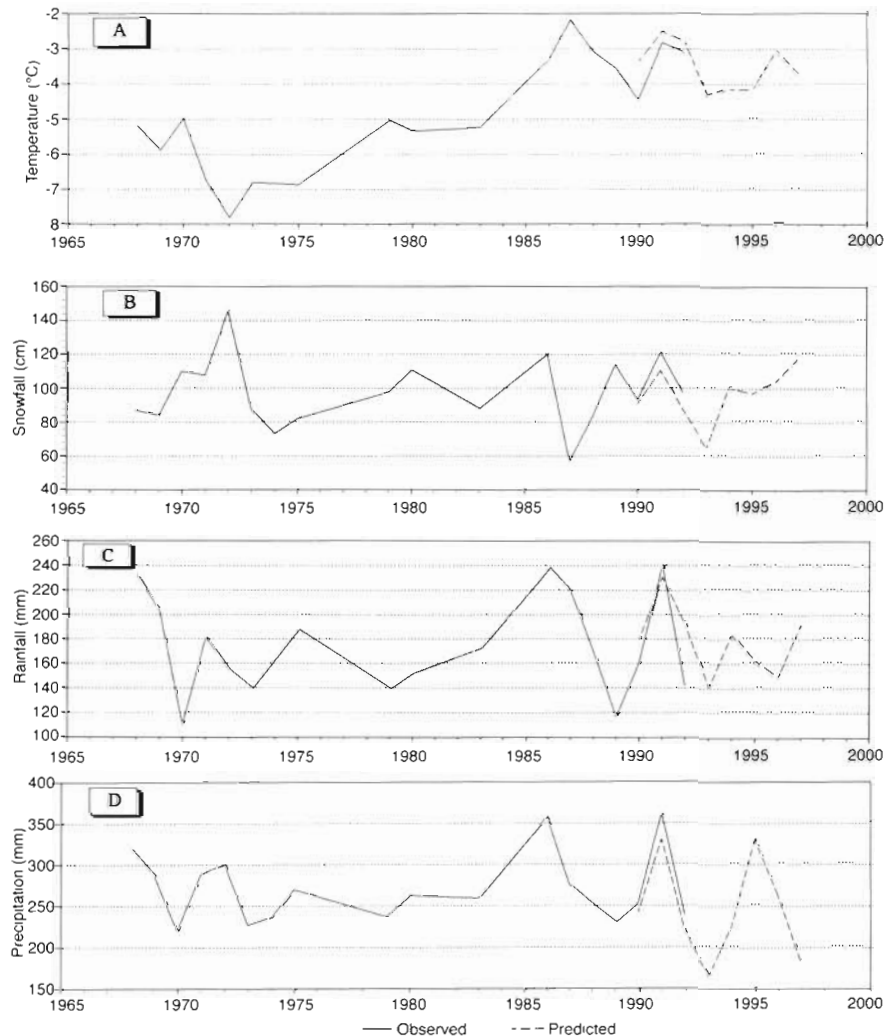 A
Temperature (°C)
-2
-3
-4
-5
-6
-7
8
1965 1970 1975 1980 1985 1990 1995 2000
B
Snowfall (cm)
160
140
120
100
80
60
40
1965 1970 1975 1980 1985 1990 1995 2000
C
Rainfall (mm)
260
240
220
200
180
160
140
120
100
1965 1970 1975 1980 1985 1990 1995 2000
D
Precipitation (mm)
400
350
300
250
200
150
1965 1970 1975 1980 1985 1990 1995 2000
Observed Predicted